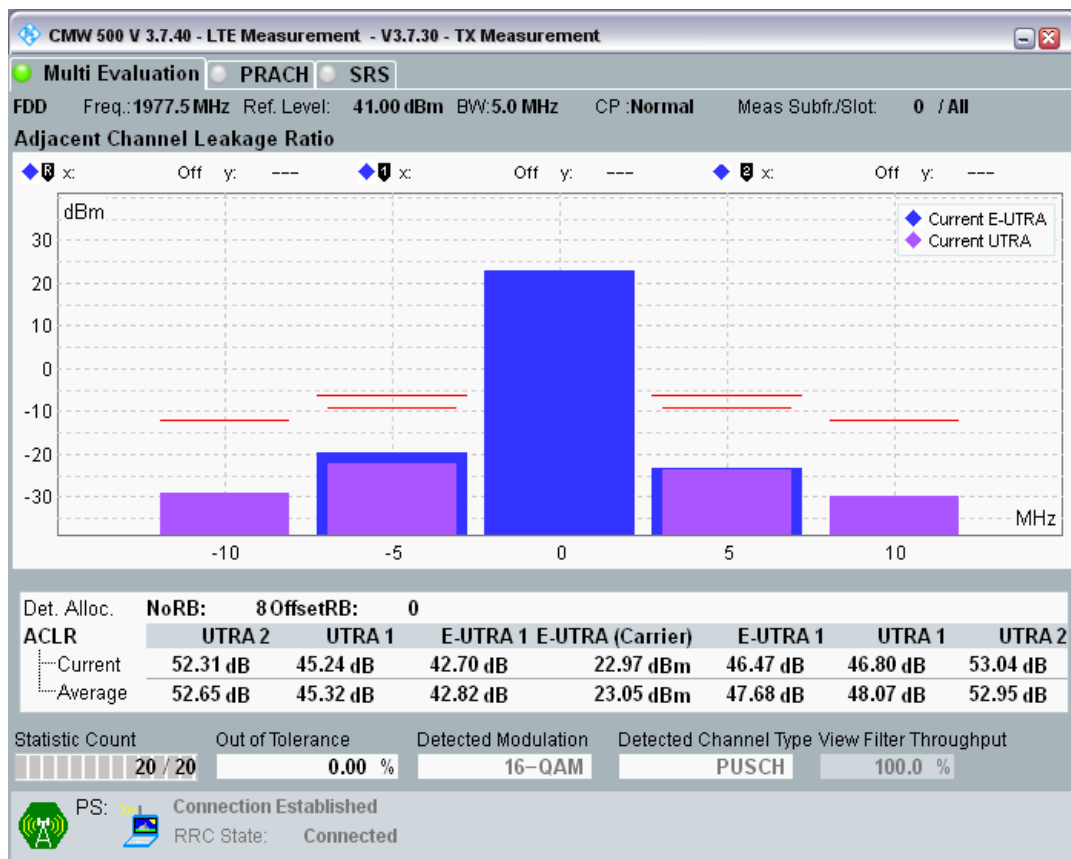 CMW 500 V 3.7.40 - LTE Measurement - V3.7.30 - TX Measurement
Multi Evaluation PRACH SRS
FDD Freq.:1977.5 MHz Ref. Level: 41.00 dBm BW:5.0 MHz CP :Normal Meas Subfr./Slot: 0 / All
Adjacent Channel Leakage Ratio
R x: Off y: --- 1 x: Off y: --- 2 x: Off y: ---
dBm
Current E-UTRA
Current UTRA
30
20
10
0
-10
-20
-30
MHz
-10 -5 0 5 10
Det. Alloc. NoRB: 8 OffsetRB: 0
ACLR UTRA 2 UTRA 1 E-UTRA 1 E-UTRA (Carrier) E-UTRA 1 UTRA 1 UTRA 2
Current 52.31 dB 45.24 dB 42.70 dB 22.97 dBm 46.47 dB 46.80 dB 53.04 dB
Average 52.65 dB 45.32 dB 42.82 dB 23.05 dBm 47.68 dB 48.07 dB 52.95 dB
Statistic Count Out of Tolerance Detected Modulation Detected Channel Type View Filter Throughput
20 / 20 0.00 % 16-QAM PUSCH 100.0 %
PS: Connection Established
RRC State: Connected